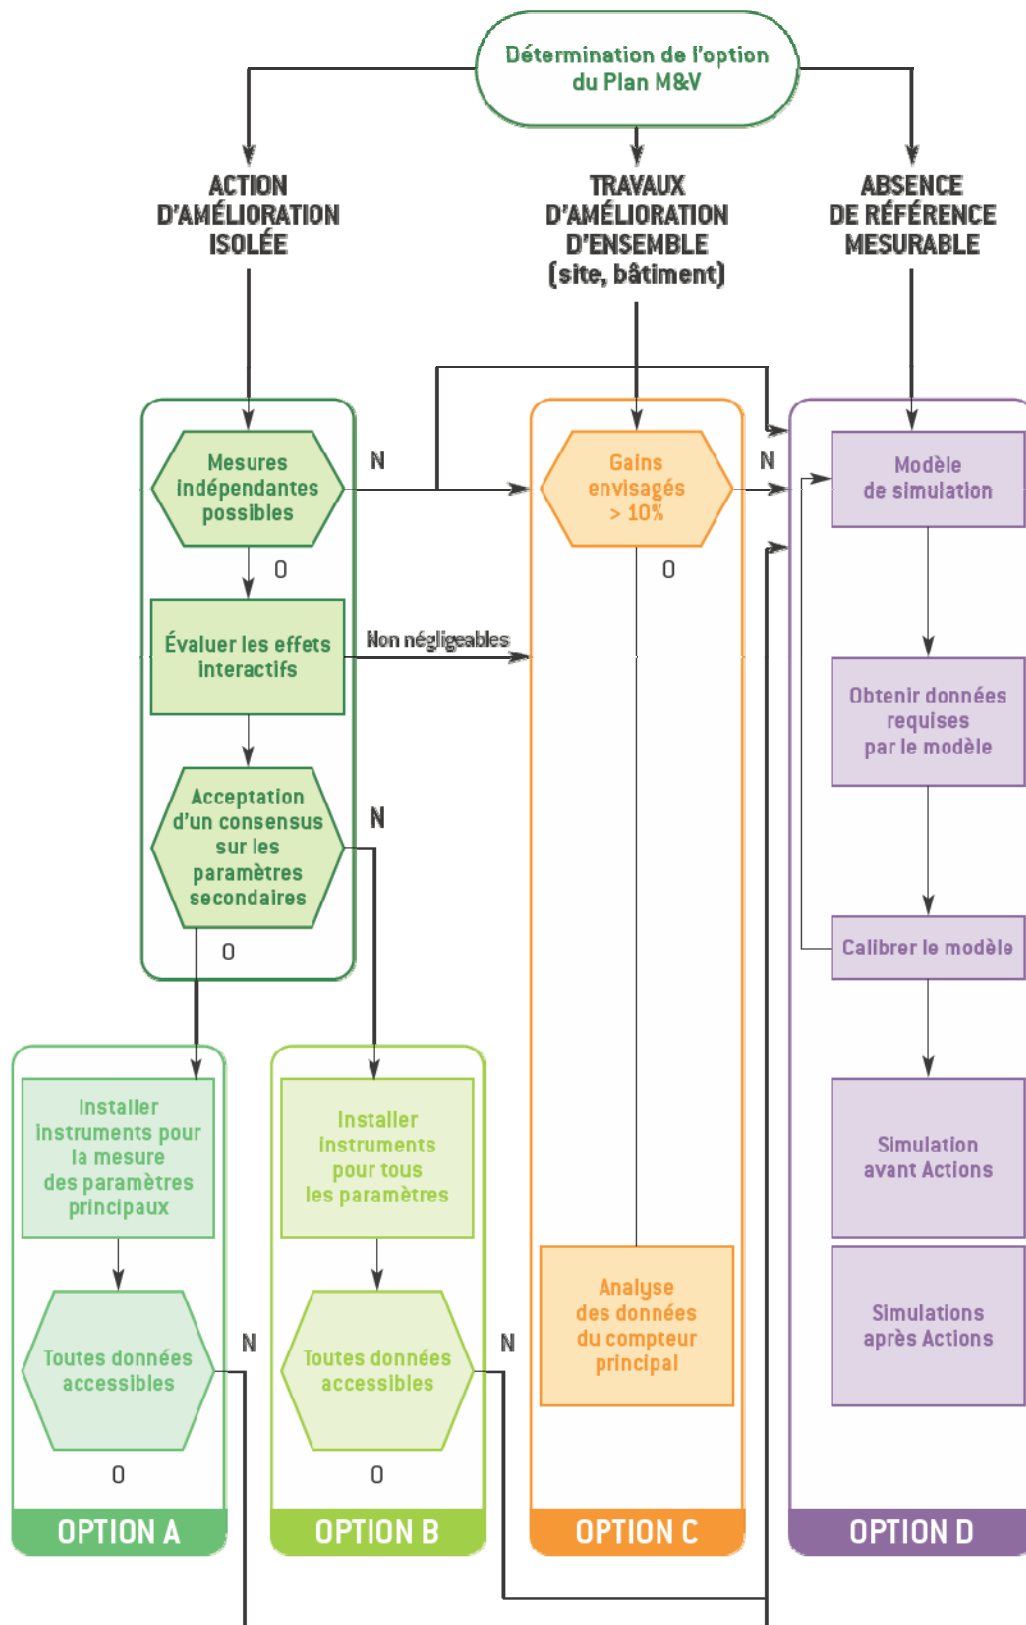 Détermination de l'option
du Plan M&V
ACTION
D'AMÉLIORATION
ISOLÉE
TRAVAUX
D'AMÉLIORATION
D'ENSEMBLE
(site, bâtiment)
ABSENCE
DE RÉFÉRENCE
MESURABLE
Mesures
indépendantes
possibles
N
O
Gains
envisagés
> 10%
N
O
Modèle
de simulation
Évaluer les effets
interactifs
Non négligeables
Obtenir données
requises
par le modèle
Acceptation
d'un consensus
sur les
paramètres
secondaires
N
O
Calibrer le modèle
Installer
instruments pour
la mesure
des paramètres
principaux
Installer
instruments
pour tous
les paramètres
Simulation
avant Actions
Toutes données
accessibles
N
O
Toutes données
accessibles
N
O
Analyse
des données
du compteur
principal
Simulations
après Actions
OPTION A
OPTION B
OPTION C
OPTION D